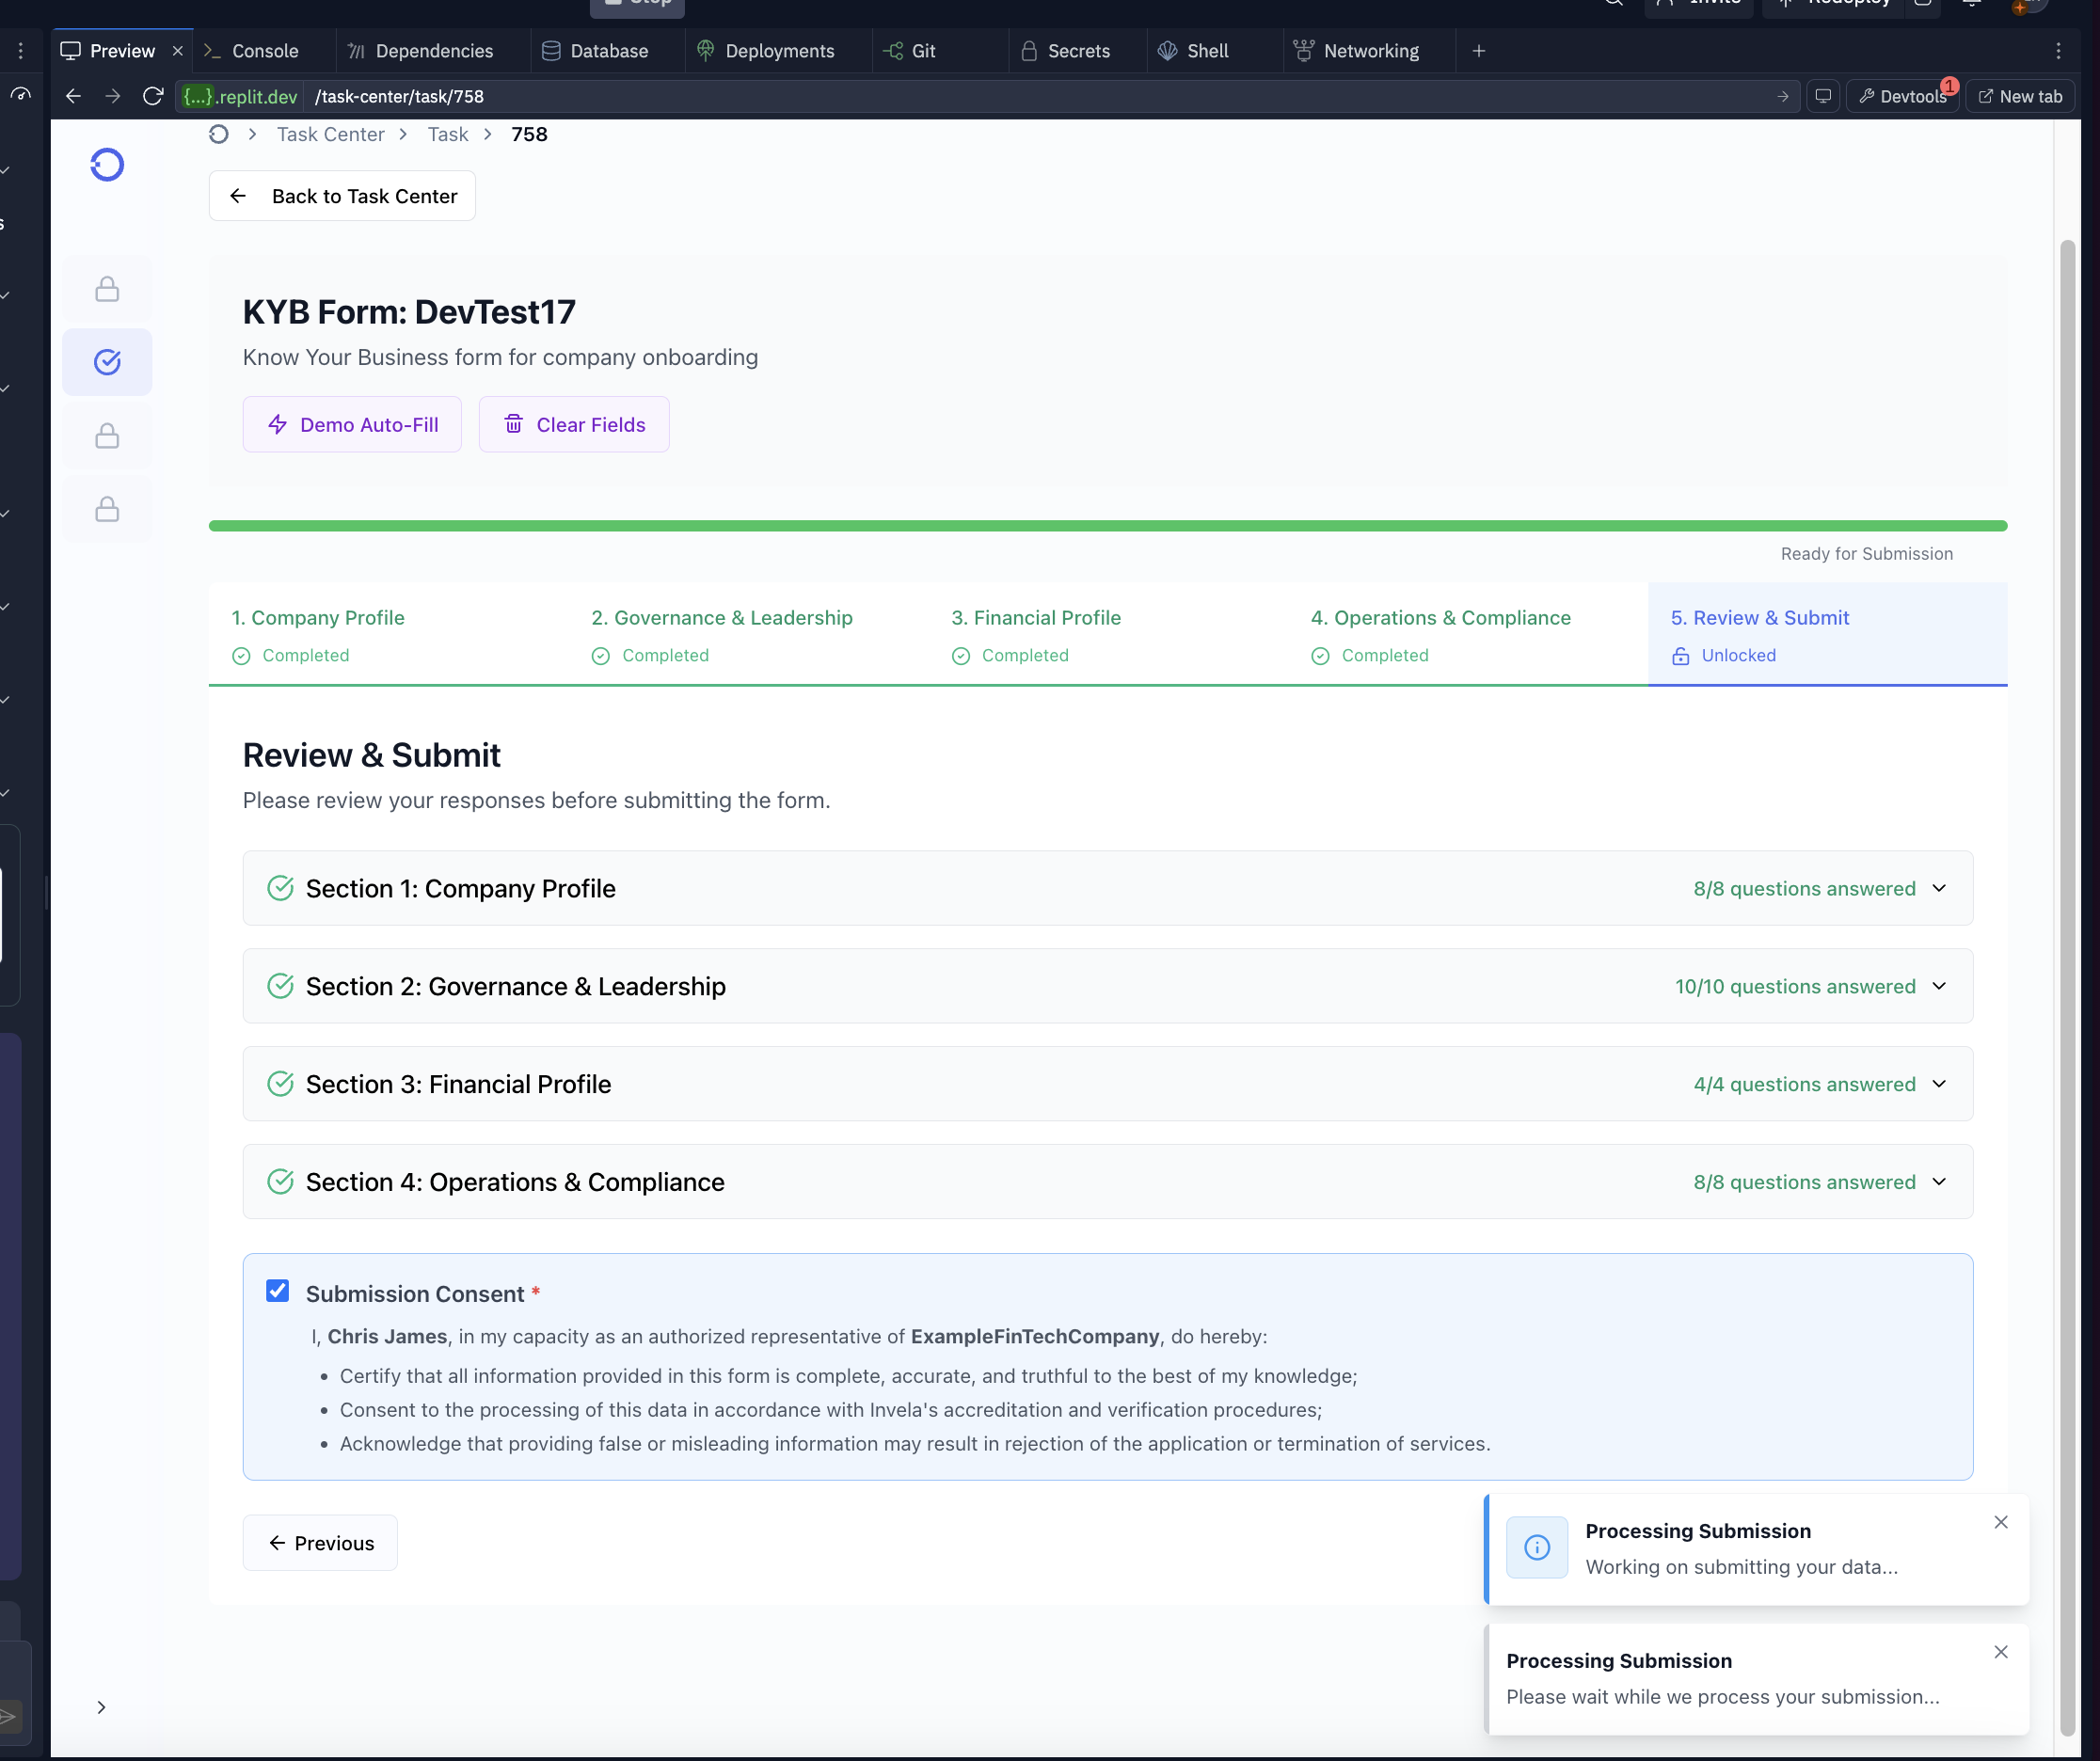 Stop
Invite
Redeploy
Preview
Console
Dependencies
Database
Deployments
Git
Secrets
Shell
Networking
{...}.replit.dev /task-center/task/758
Devtools 1
New tab
Task Center > Task > 758
Back to Task Center
KYB Form: DevTest17
Know Your Business form for company onboarding
Demo Auto-Fill
Clear Fields
Ready for Submission
1. Company Profile
Completed
2. Governance & Leadership
Completed
3. Financial Profile
Completed
4. Operations & Compliance
Completed
5. Review & Submit
Unlocked
Review & Submit
Please review your responses before submitting the form.
Section 1: Company Profile
8/8 questions answered
Section 2: Governance & Leadership
10/10 questions answered
Section 3: Financial Profile
4/4 questions answered
Section 4: Operations & Compliance
8/8 questions answered
Submission Consent *
I, Chris James, in my capacity as an authorized representative of ExampleFinTechCompany, do hereby:
• Certify that all information provided in this form is complete, accurate, and truthful to the best of my knowledge;
• Consent to the processing of this data in accordance with Invela's accreditation and verification procedures;
• Acknowledge that providing false or misleading information may result in rejection of the application or termination of services.
Previous
Processing Submission
Working on submitting your data...
Processing Submission
Please wait while we process your submission...